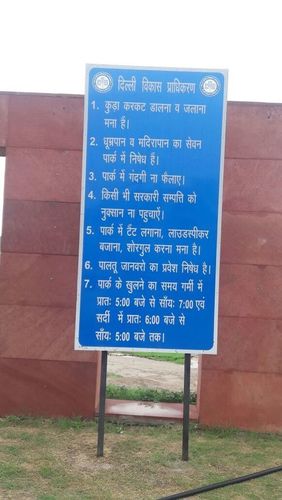 दिल्ली विकास प्राधिकरण
1. कुड़ा करकट डालना व जलाना
मना है।
2. धूम्रपान व मदिरापान का सेवन
पार्क में निषेध है।
3. पार्क में गंदगी ना फैलाए।
4. किसी भी सरकारी सम्पत्ति को
नुक्सान ना पहुचाएँ।
5. पार्क में टैंट लगाना, लाउडस्पीकर
बजाना, शोरगुल करना मना है।
6. पालतू जानवरो का प्रवेश निषेध है।
7. पार्क के खुलने का समय गर्मी में
प्रातः 5:00 बजे से साँयः 7:00 एवं
सर्दी में प्रातः 6:00 बजे से
साँयः 5:00 बजे तक।